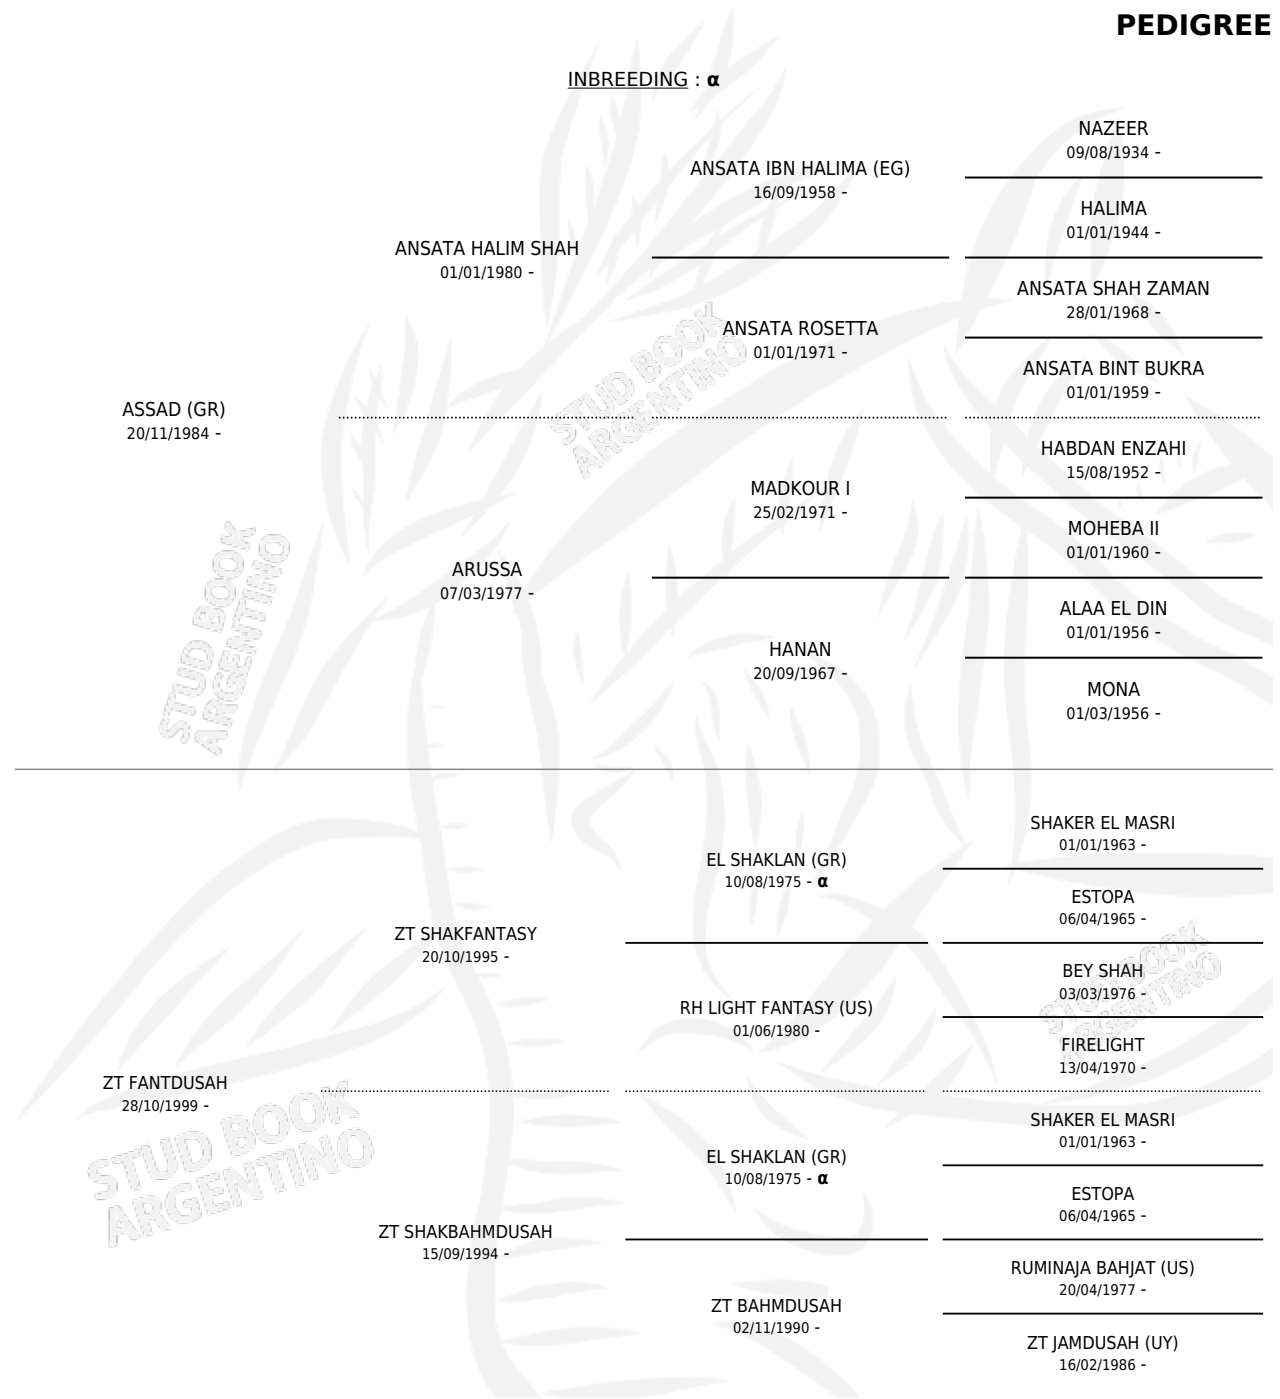 PEDIGREE
INBREEDING : α
NAZEER
09/08/1934 -
ANSATA IBN HALIMA (EG)
16/09/1958 -
HALIMA
01/01/1944 -
ANSATA HALIM SHAH
01/01/1980 -
ANSATA SHAH ZAMAN
28/01/1968 -
ANSATA ROSETTA
01/01/1971 -
ANSATA BINT BUKRA
01/01/1959 -
ASSAD (GR)
20/11/1984 -
HABDAN ENZAHI
15/08/1952 -
MADKOUR I
25/02/1971 -
MOHEBA II
01/01/1960 -
ARUSSA
07/03/1977 -
ALAA EL DIN
01/01/1956 -
HANAN
20/09/1967 -
MONA
01/03/1956 -
SHAKER EL MASRI
01/01/1963 -
EL SHAKLAN (GR)
10/08/1975 - α
ESTOPA
06/04/1965 -
ZT SHAKFANTASY
20/10/1995 -
BEY SHAH
03/03/1976 -
RH LIGHT FANTASY (US)
01/06/1980 -
FIRELIGHT
13/04/1970 -
ZT FANTDUSAH
28/10/1999 -
SHAKER EL MASRI
01/01/1963 -
EL SHAKLAN (GR)
10/08/1975 - α
ESTOPA
06/04/1965 -
ZT SHAKBAHMDUSAH
15/09/1994 -
RUMINAJA BAHJAT (US)
20/04/1977 -
ZT BAHMDUSAH
02/11/1990 -
ZT JAMDUSAH (UY)
16/02/1986 -
STUD BOOK
ARGENTINO
STUD BOOK
ARGENTINO
STUD BOOK
ARGENTINO
STUD BOOK
ARGENTINO